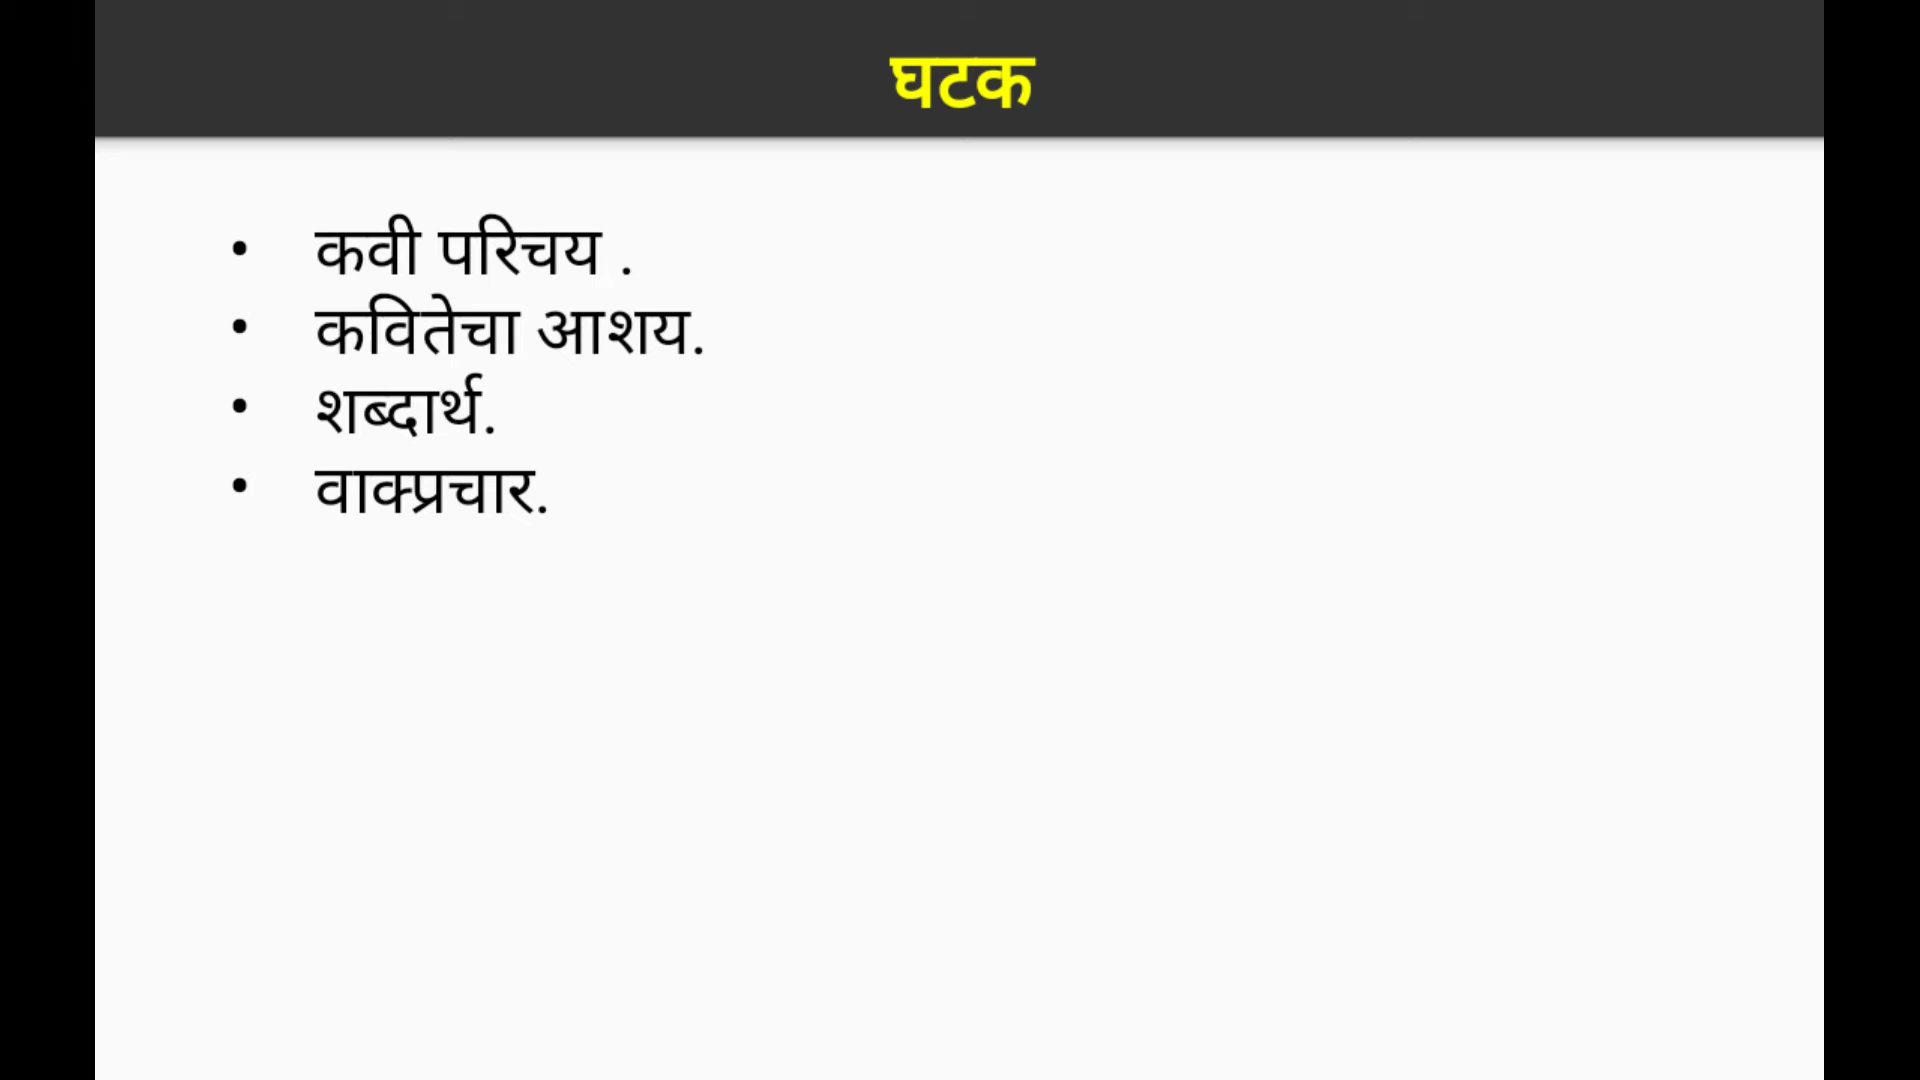 घटक
• कवी परिचय .
• कवितेचा आशय.
• शब्दार्थ.
• वाक्प्रचार.